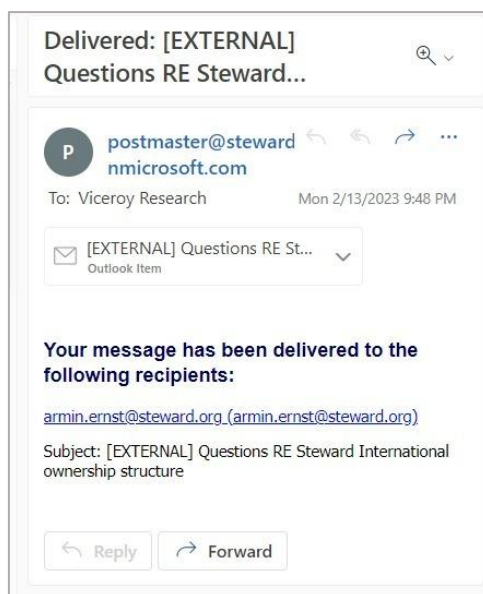 Delivered: [EXTERNAL]
Questions RE Steward...
P
postmaster@steward
nmicrosoft.com
To: Viceroy Research
Mon 2/13/2023 9:48 PM
[EXTERNAL] Questions RE St...
Outlook Item
Your message has been delivered to the
following recipients:
armin.ernst@steward.org (armin.ernst@steward.org)
Subject: [EXTERNAL] Questions RE Steward International
ownership structure
Reply
Forward